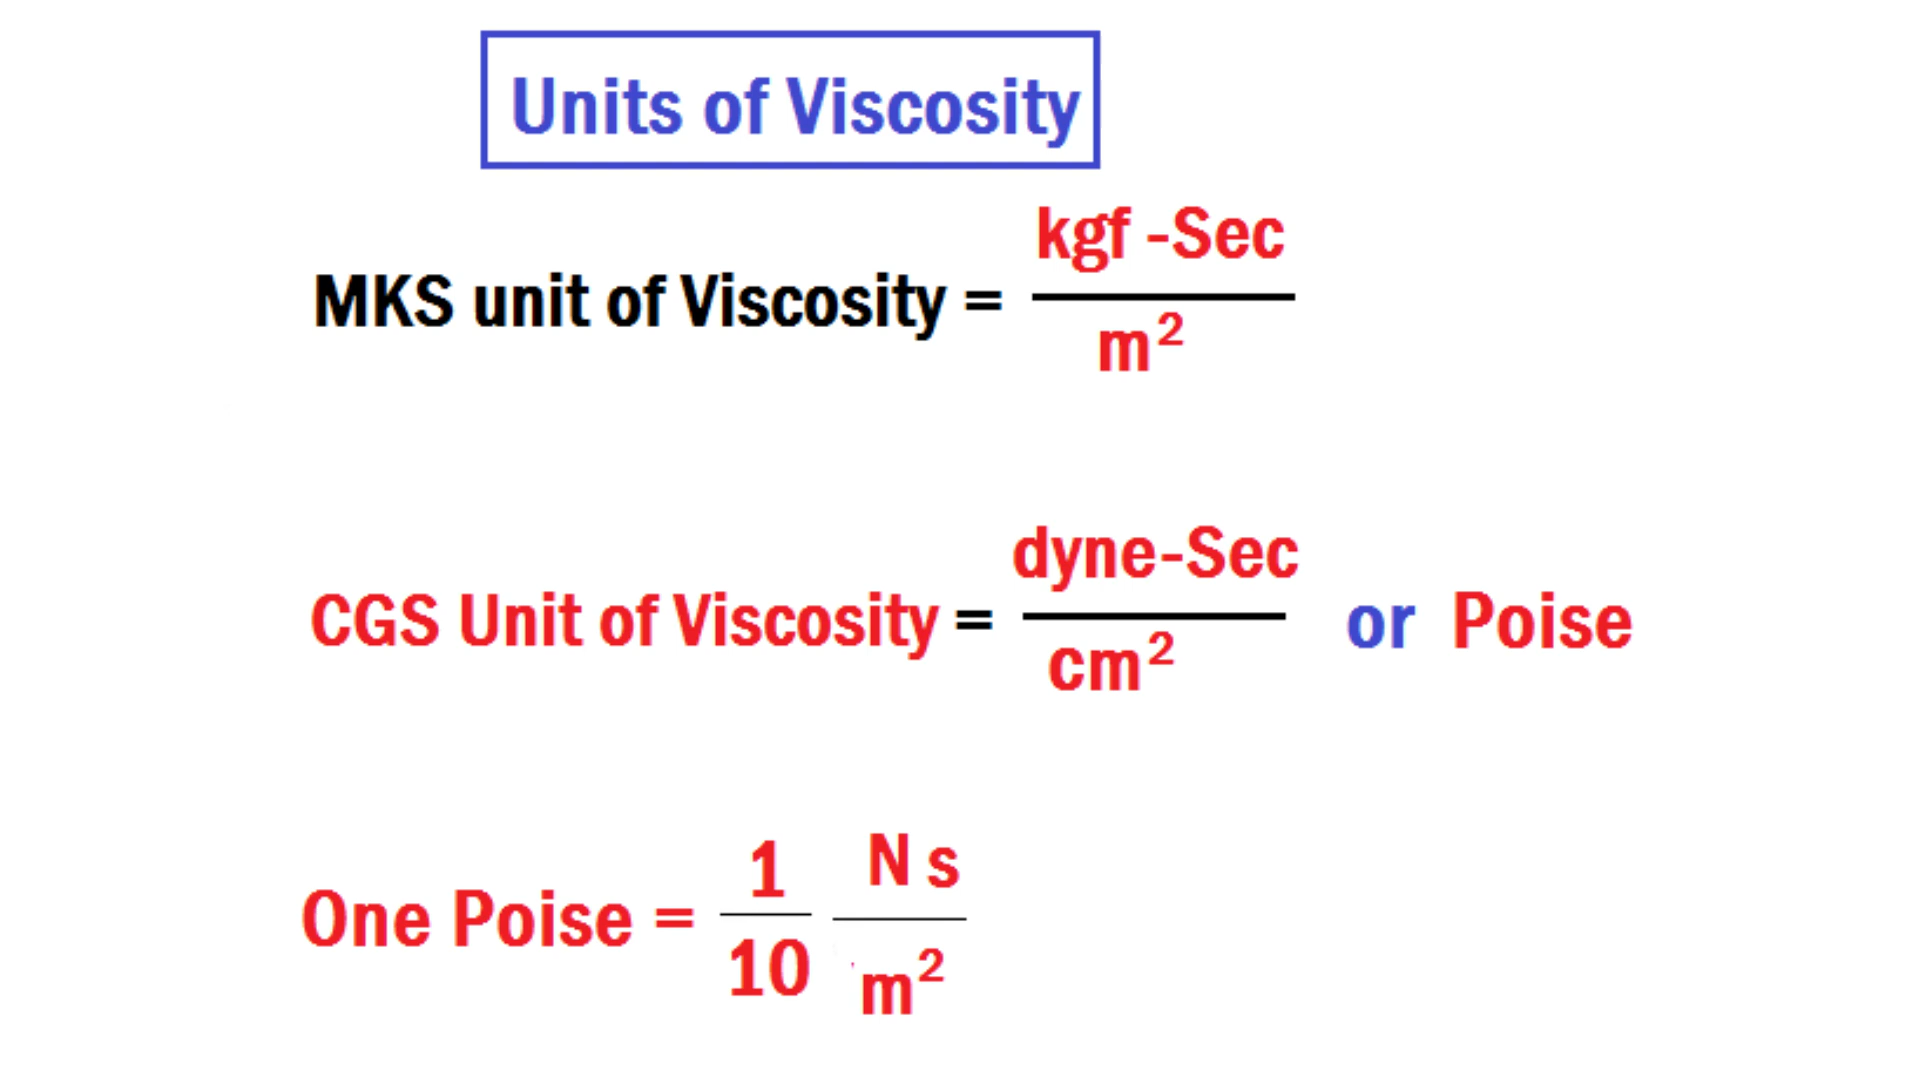 Units of Viscosity
MKS unit of Viscosity = kgf -Sec / m²
CGS Unit of Viscosity = dyne-Sec / cm² or Poise
One Poise = 1 / 10 N s / m²